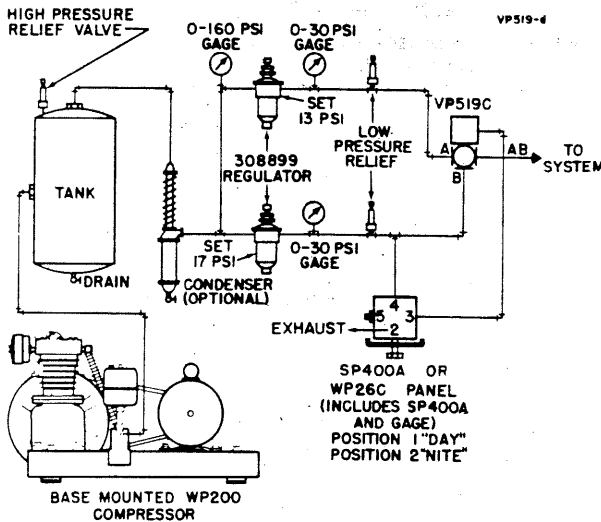 HIGH PRESSURE
RELIEF VALVE
0-160 PSI
GAGE
0-30 PSI
GAGE
VP519-6
SET
13 PSI
VP519C
LOW
PRESSURE
RELIEF
A
AB
B
TO
SYSTEM
308899
REGULATOR
TANK
SET
17 PSI
0-30 PSI
GAGE
DRAIN
CONDENSER
(OPTIONAL)
4
5
3
2
EXHAUST
SP400A OR
WP26C PANEL
(INCLUDES SP400A
AND GAGE)
POSITION 1 "DAY"
POSITION 2 "NITE"
BASE MOUNTED WP200
COMPRESSOR